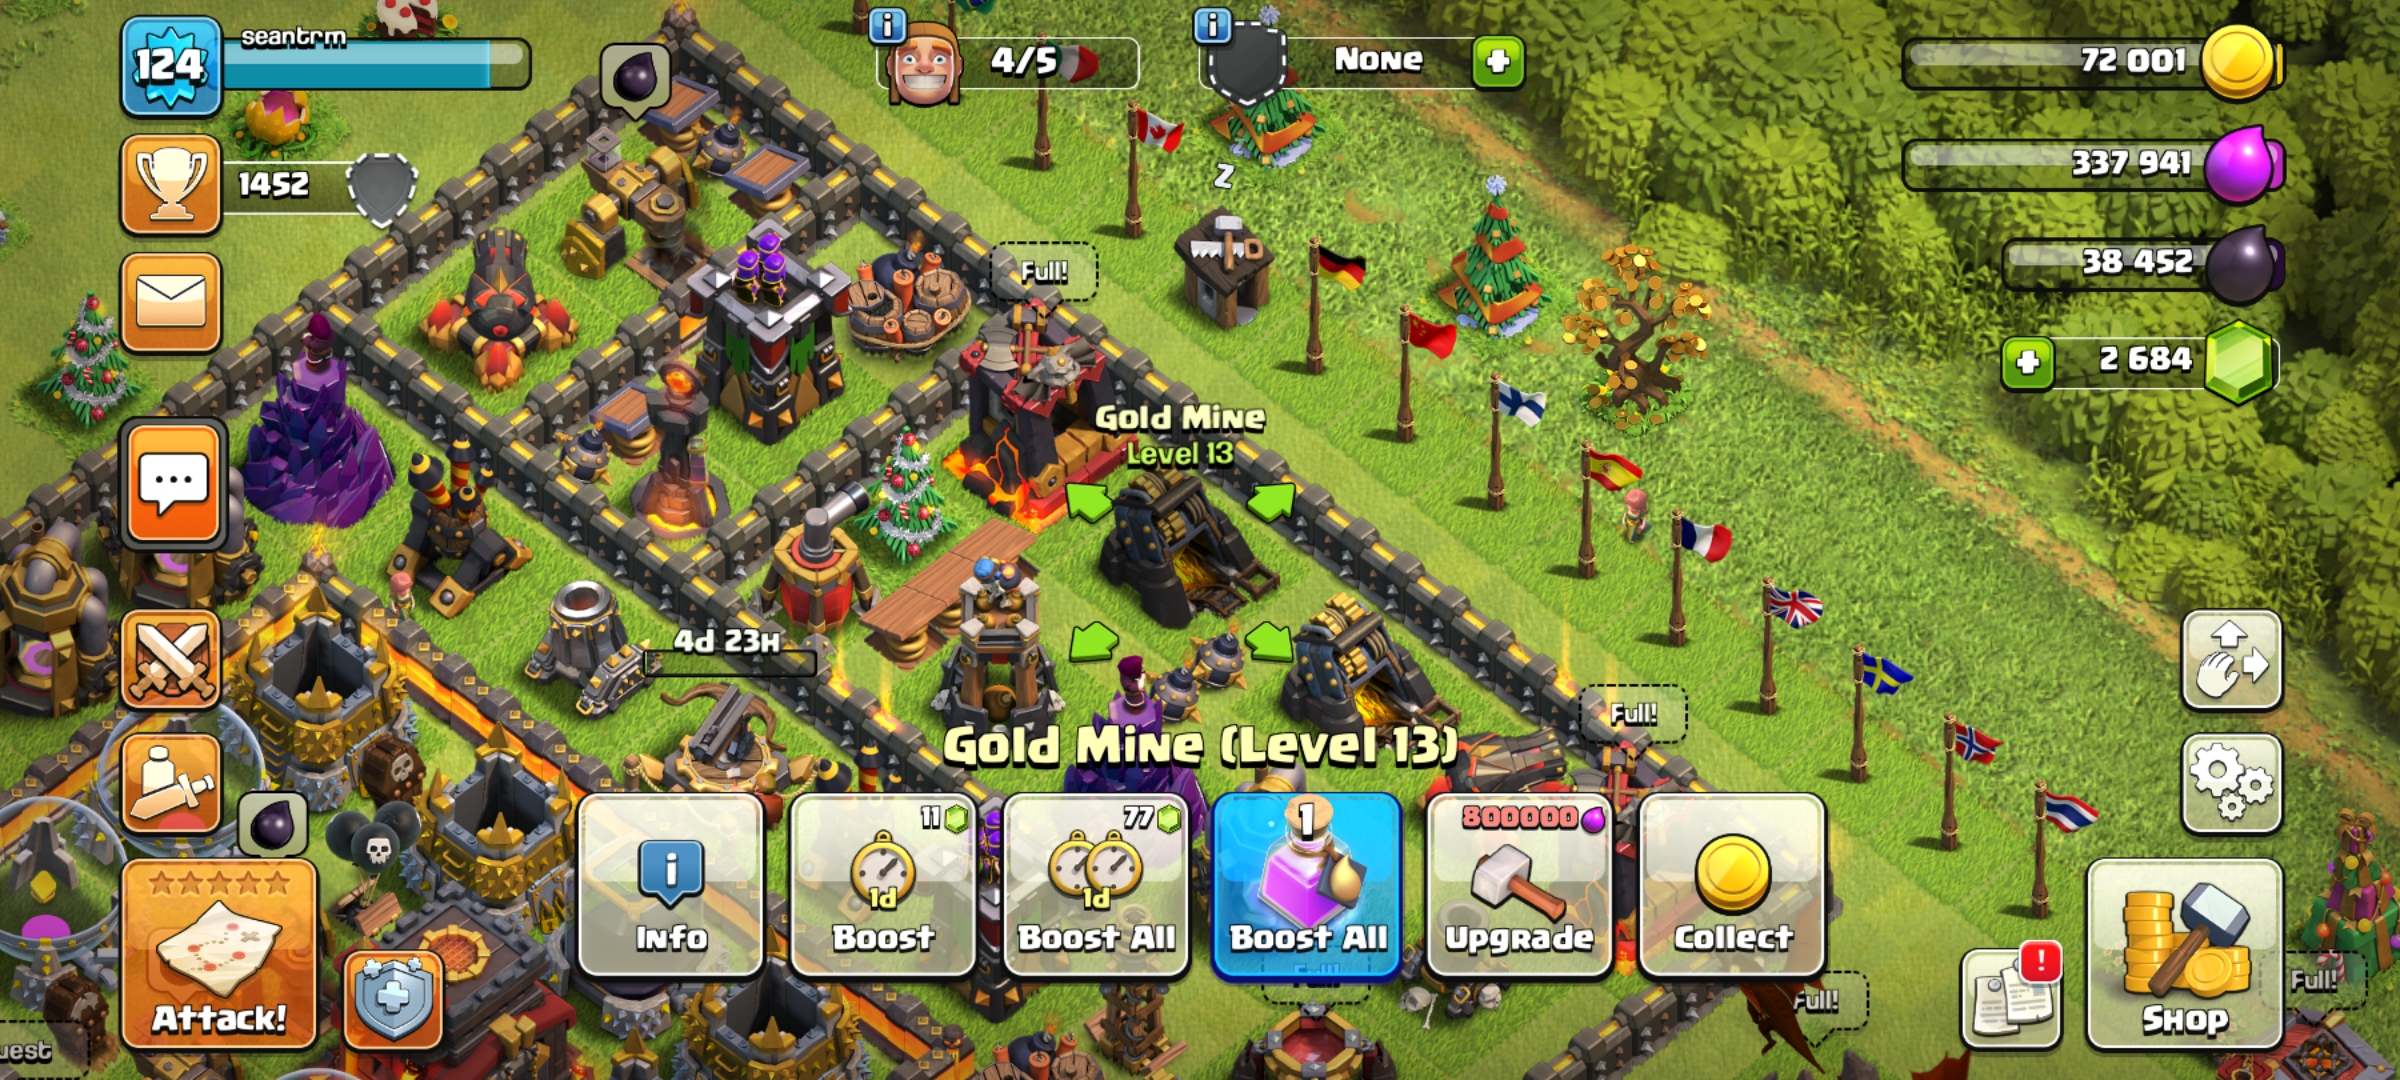 124
seantrm
4/5
None
72 001
1452
337 941
Z
38 452
Full!
2 684
Gold Mine
Level 13
4d 23H
Full!
Gold Mine (Level 13)
11
77
1
800000
1d
1d
Info
Boost
Boost All
Boost All
Upgrade
Collect
Full!
!
Full!
Full!
Attack!
Shop